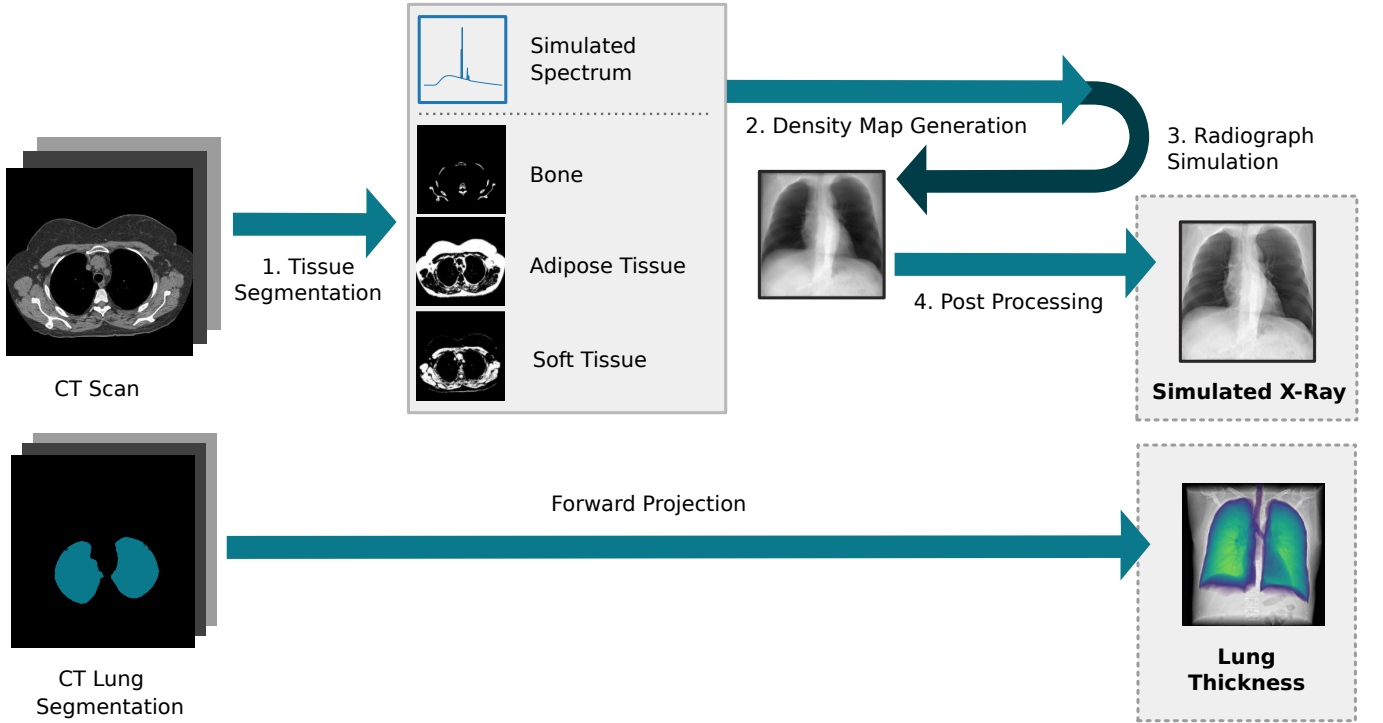 Simulated
Spectrum
Bone
Adipose Tissue
Soft Tissue
CT Scan
1. Tissue
Segmentation
2. Density Map Generation
3. Radiograph
Simulation
4. Post Processing
Simulated X-Ray
CT Lung
Segmentation
Forward Projection
Lung
Thickness